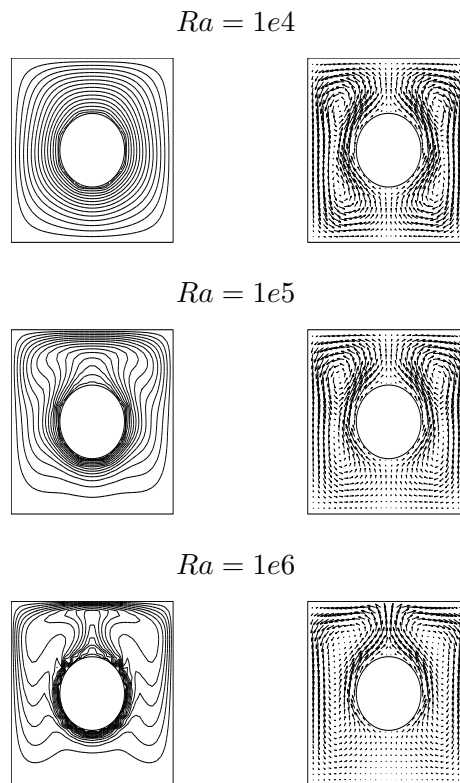 Ra = 1e4
Ra = 1e5
Ra = 1e6